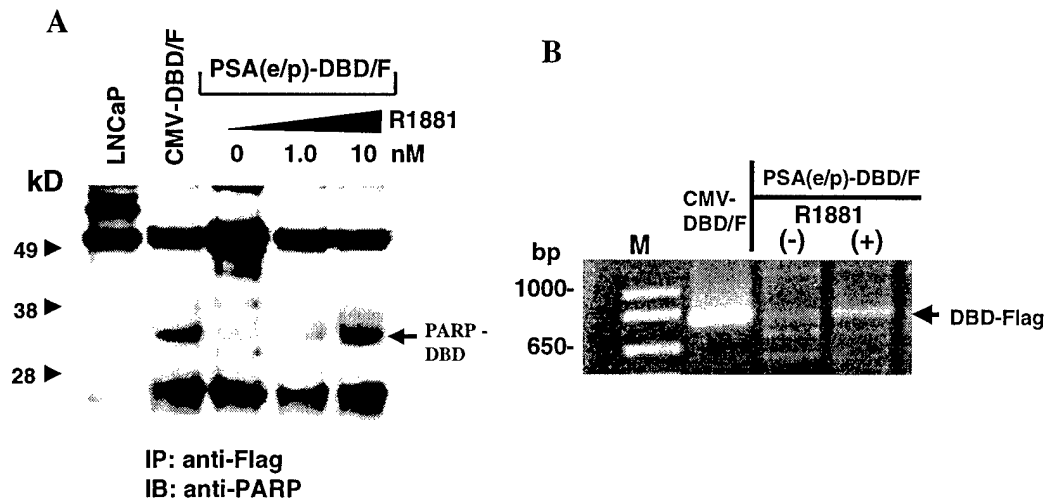 A
LNCaP
CMV-DBD/F
PSA(e/p)-DBD/F
R1881
0 1.0 10 nM
kD
49
38
28
PARP -
DBD
IP: anti-Flag
IB: anti-PARP
B
CMV-
DBD/F
PSA(e/p)-DBD/F
R1881
(-) (+)
bp
M
1000-
650-
DBD-Flag